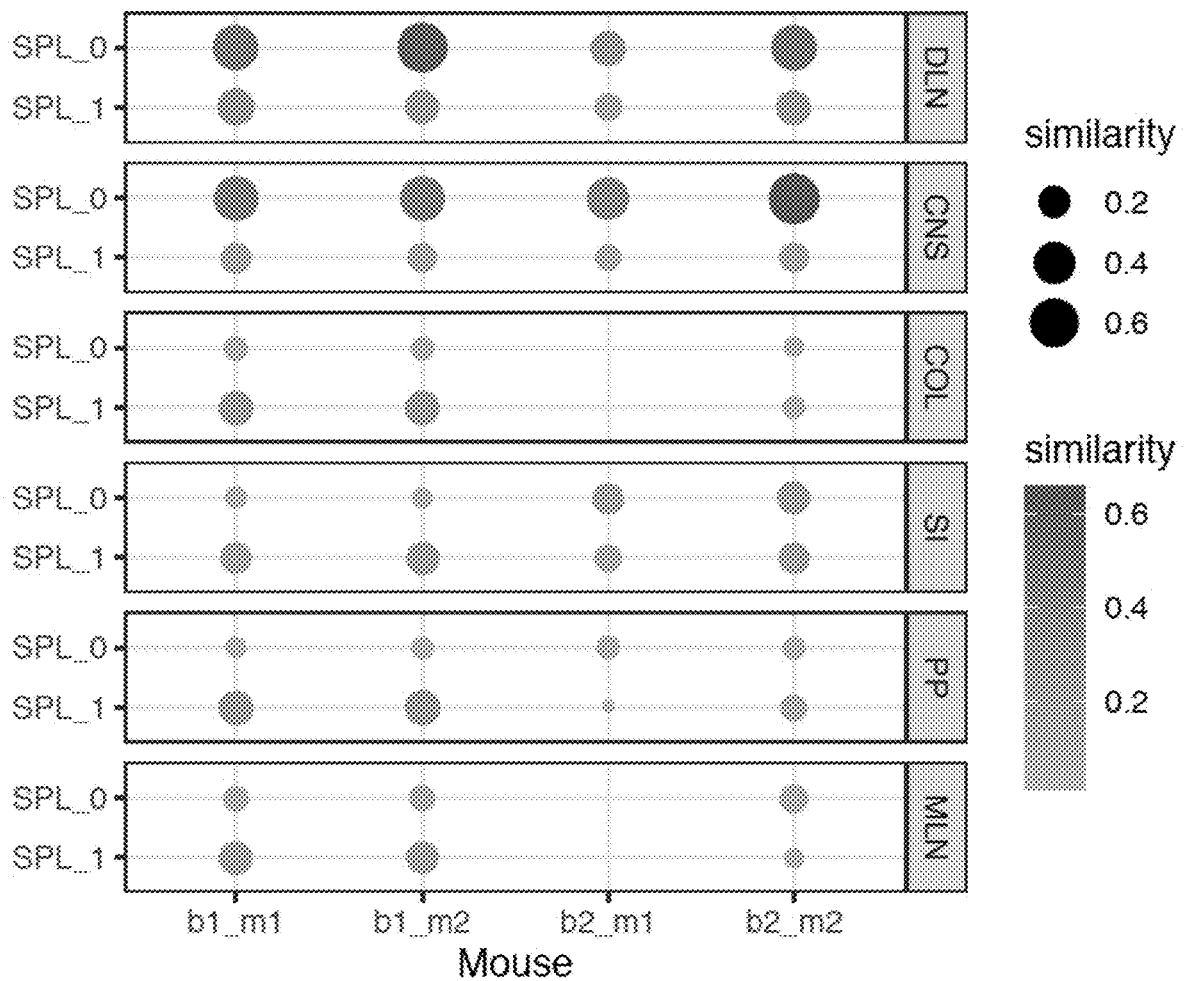 SPL_0
SPL_1
DLN
SPL_0
SPL_1
CNS
SPL_0
SPL_1
COL
SPL_0
SPL_1
SI
SPL_0
SPL_1
PP
SPL_0
SPL_1
MLN
b1_m1 b1_m2 b2_m1 b2_m2
Mouse
similarity
0.2
0.4
0.6
similarity
0.6
0.4
0.2